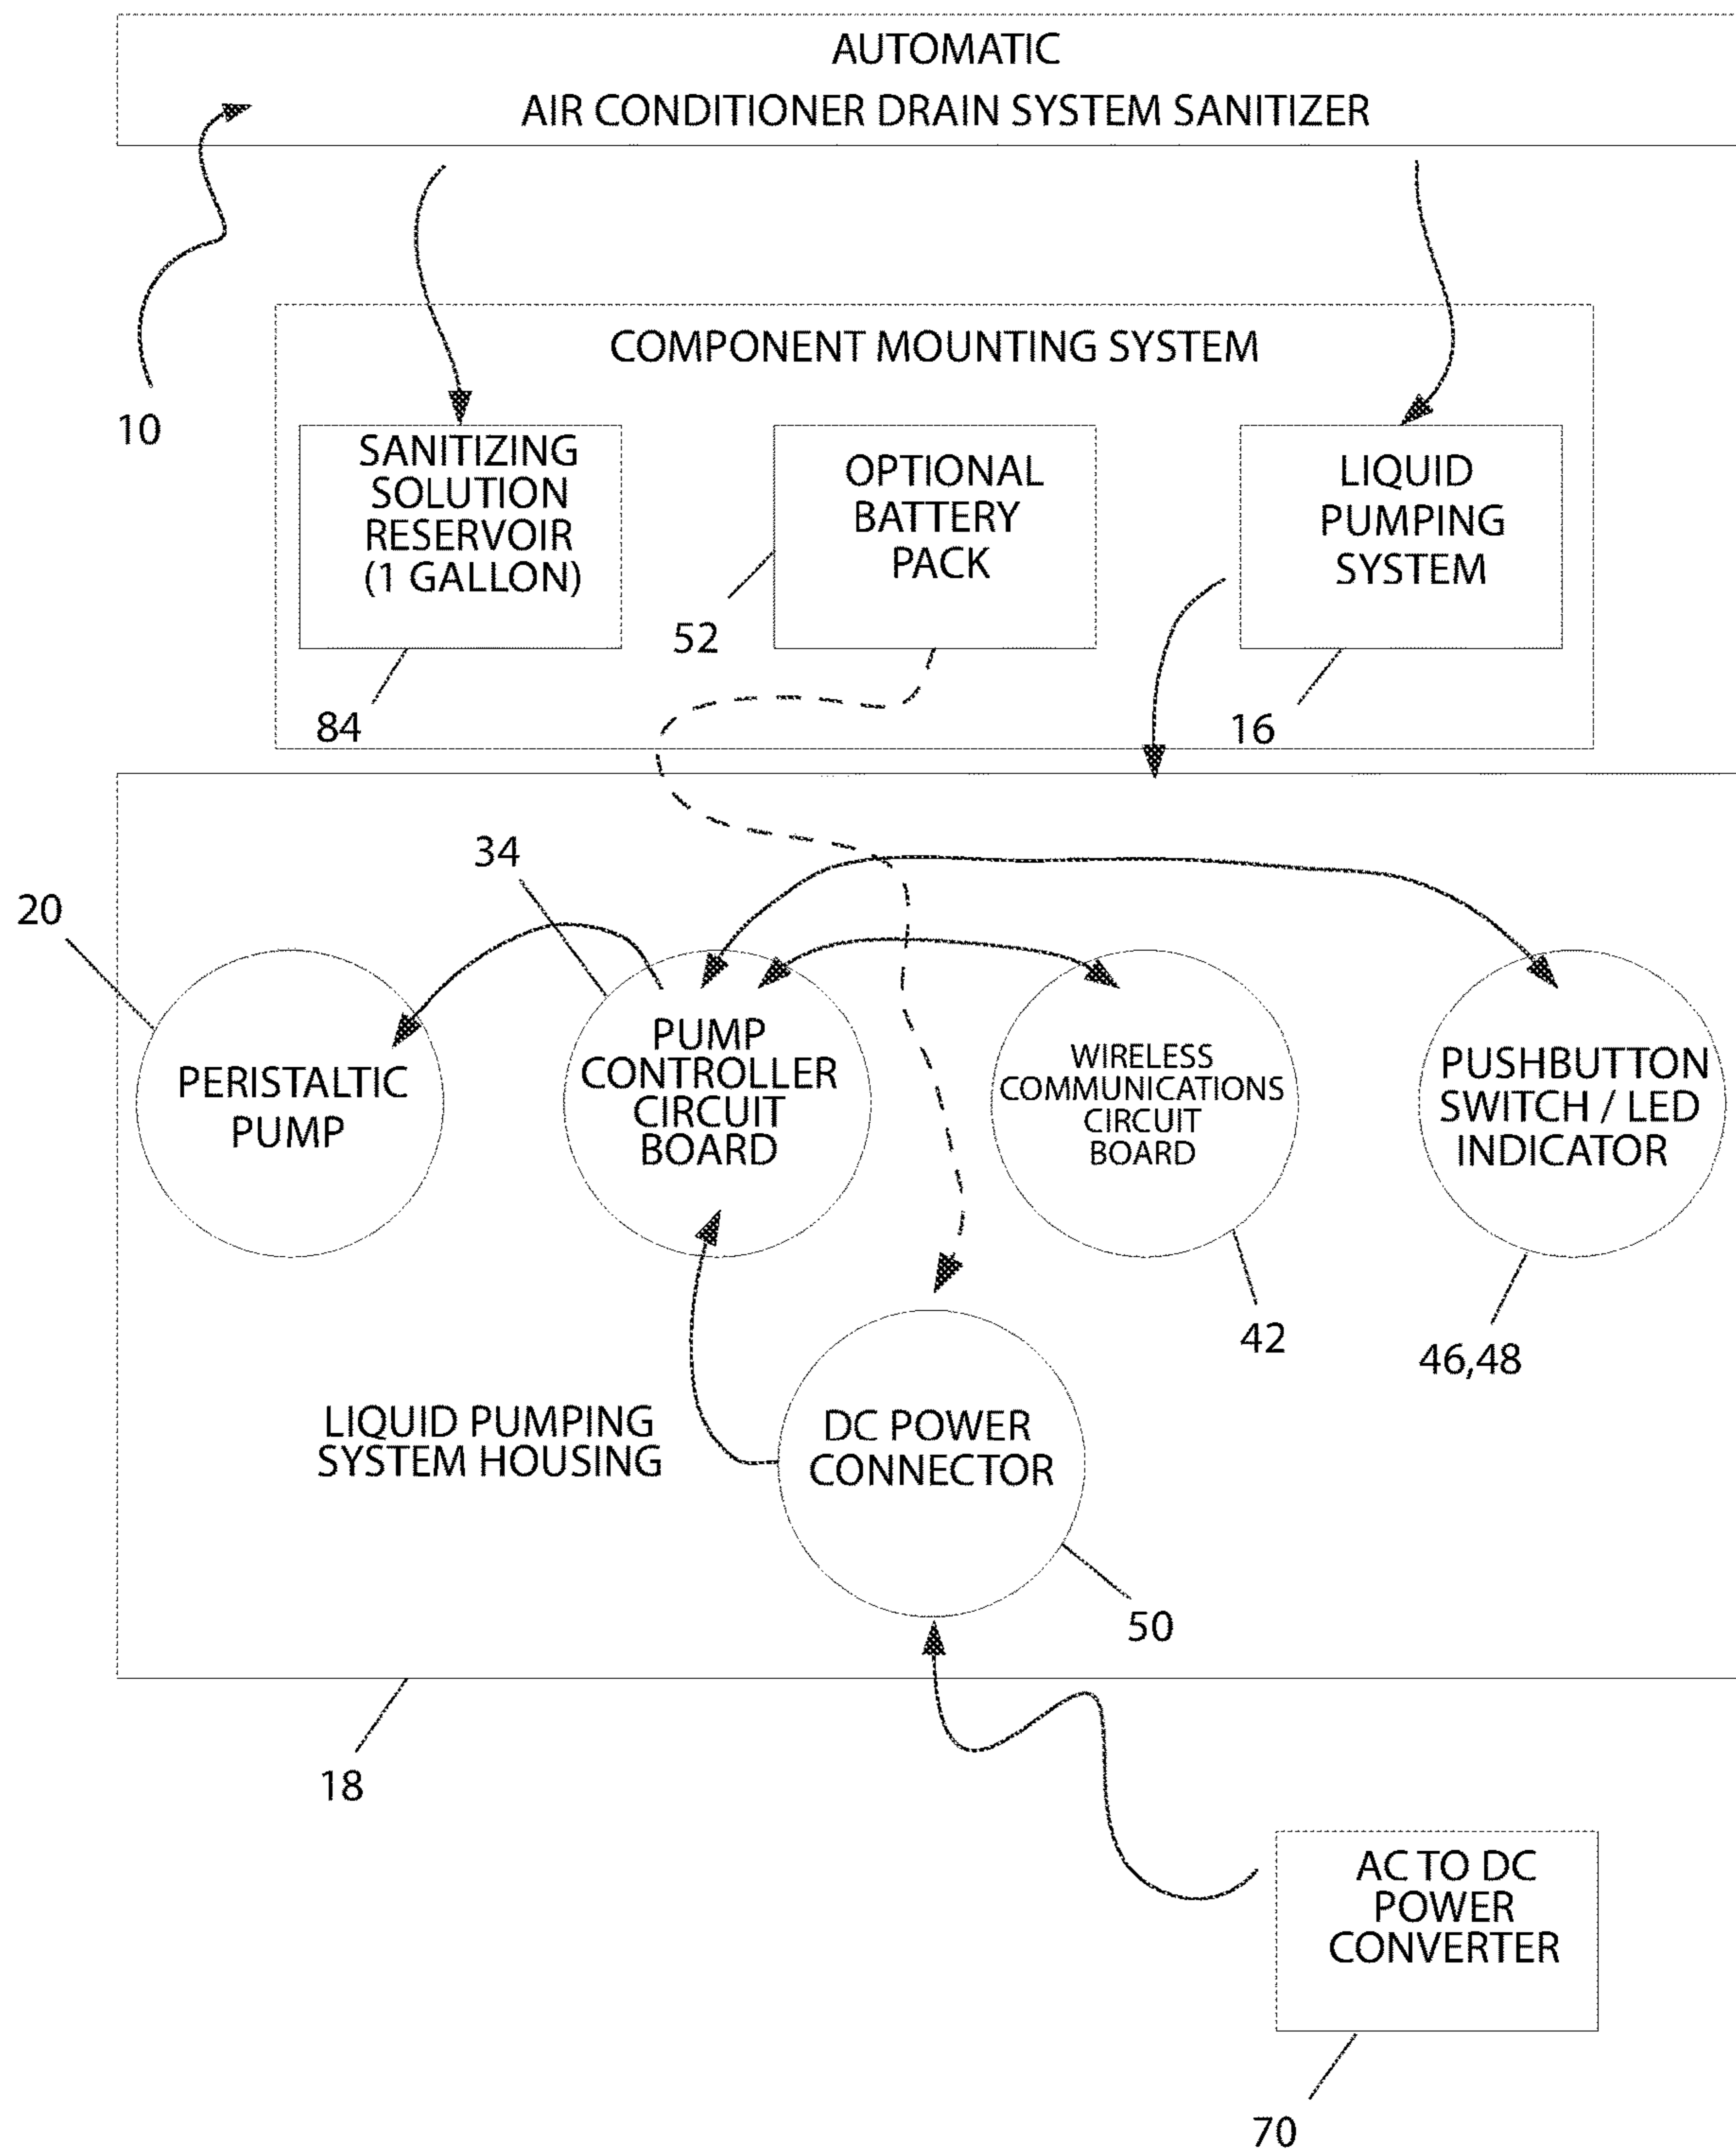 AUTOMATIC
AIR CONDITIONER DRAIN SYSTEM SANITIZER
10
COMPONENT MOUNTING SYSTEM
SANITIZING
SOLUTION
RESERVOIR
(1 GALLON)
84
OPTIONAL
BATTERY
PACK
52
LIQUID
PUMPING
SYSTEM
16
20
34
PERISTALTIC
PUMP
PUMP
CONTROLLER
CIRCUIT
BOARD
WIRELESS
COMMUNICATIONS
CIRCUIT
BOARD
42
PUSHBUTTON
SWITCH / LED
INDICATOR
46,48
LIQUID PUMPING
SYSTEM HOUSING
DC POWER
CONNECTOR
50
18
AC TO DC
POWER
CONVERTER
70